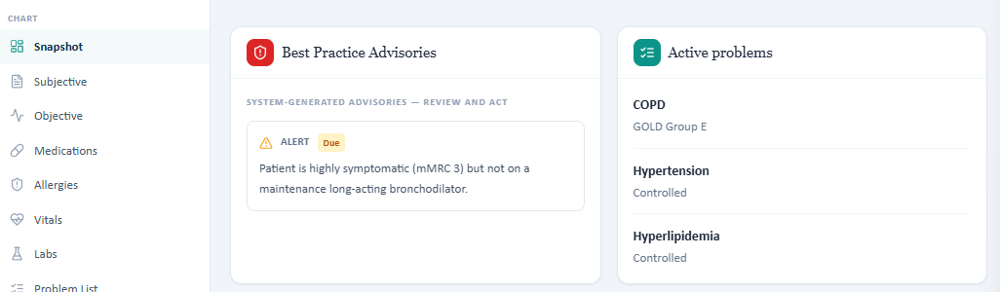 CHART
Snapshot
Subjective
Objective
Medications
Allergies
Vitals
Labs
Problem List
Best Practice Advisories
SYSTEM-GENERATED ADVISORIES — REVIEW AND ACT
ALERT Due
Patient is highly symptomatic (mMRC 3) but not on a
maintenance long-acting bronchodilator.
Active problems
COPD
GOLD Group E
Hypertension
Controlled
Hyperlipidemia
Controlled